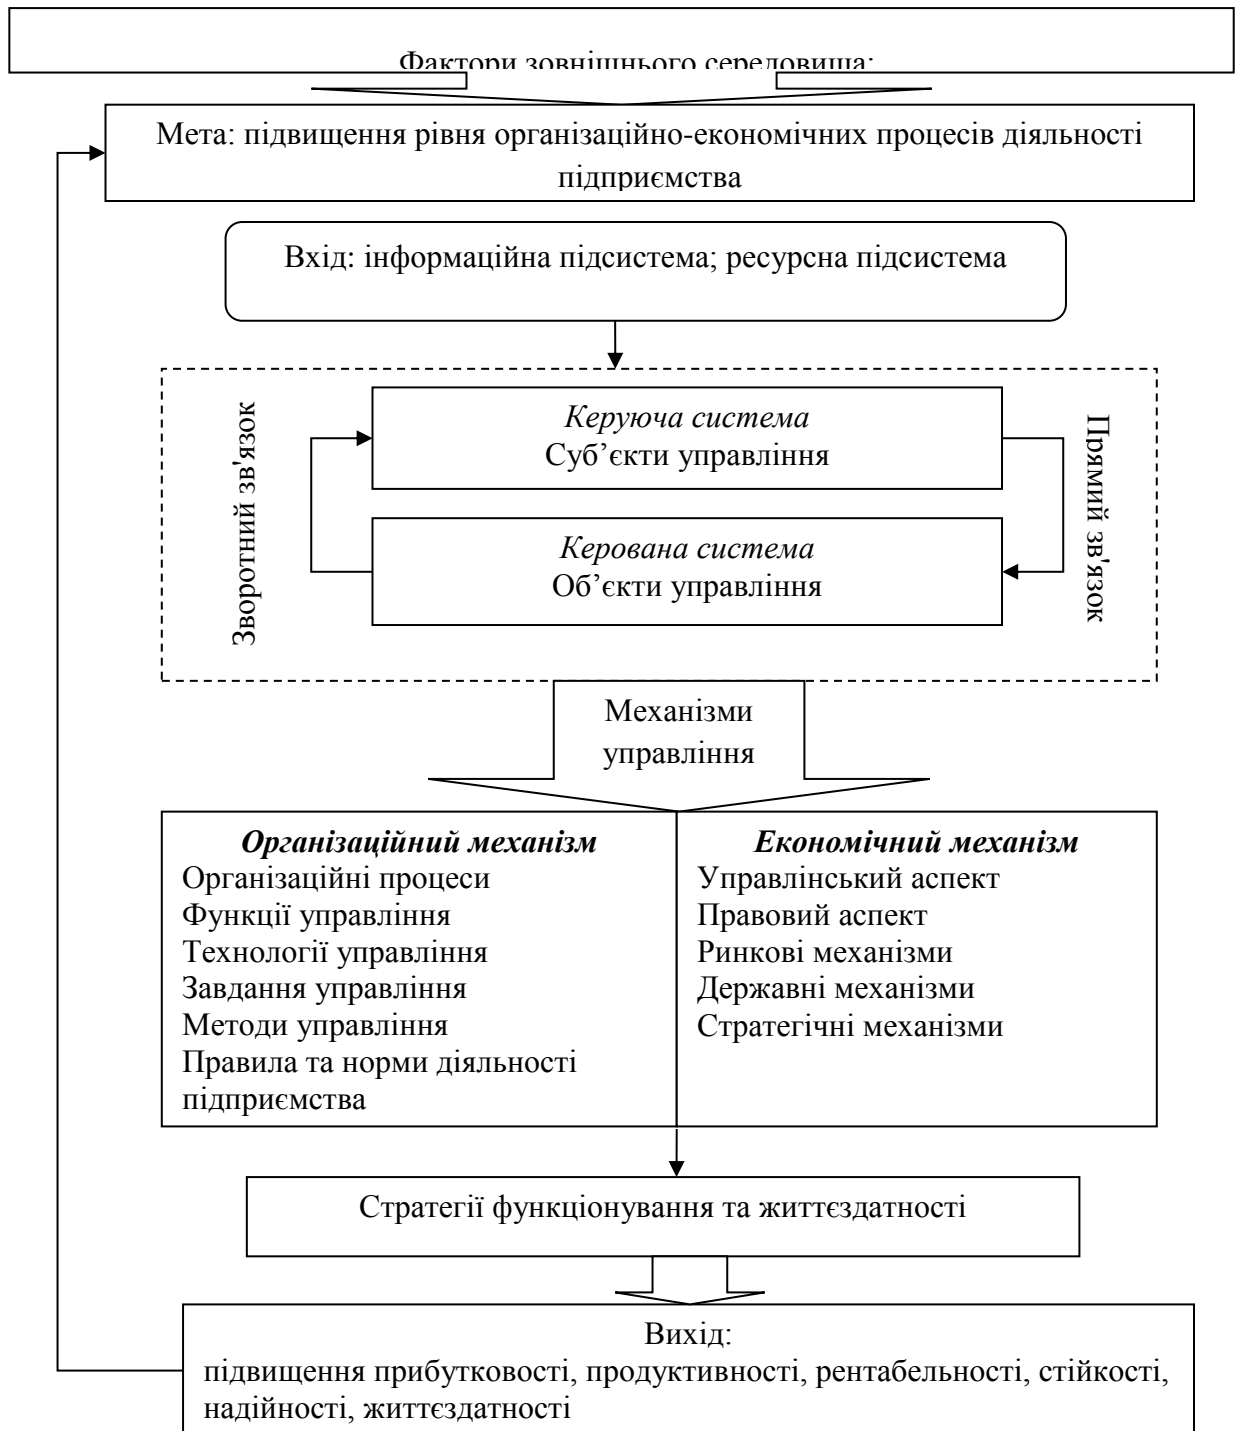 Фактори зовнішнього середовища:
Мета: підвищення рівня організаційно-економічних процесів діяльності
підприємства
Вхід: інформаційна підсистема; ресурсна підсистема
Зворотний зв'язок
Керуюча система
Суб’єкти управління
Керована система
Об’єкти управління
Прямий зв'язок
Механізми
управління
Організаційний механізм
Організаційні процеси
Функції управління
Технології управління
Завдання управління
Методи управління
Правила та норми діяльності
підприємства
Економічний механізм
Управлінський аспект
Правовий аспект
Ринкові механізми
Державні механізми
Стратегічні механізми
Стратегії функціонування та життєздатності
Вихід:
підвищення прибутковості, продуктивності, рентабельності, стійкості,
надійності, життєздатності